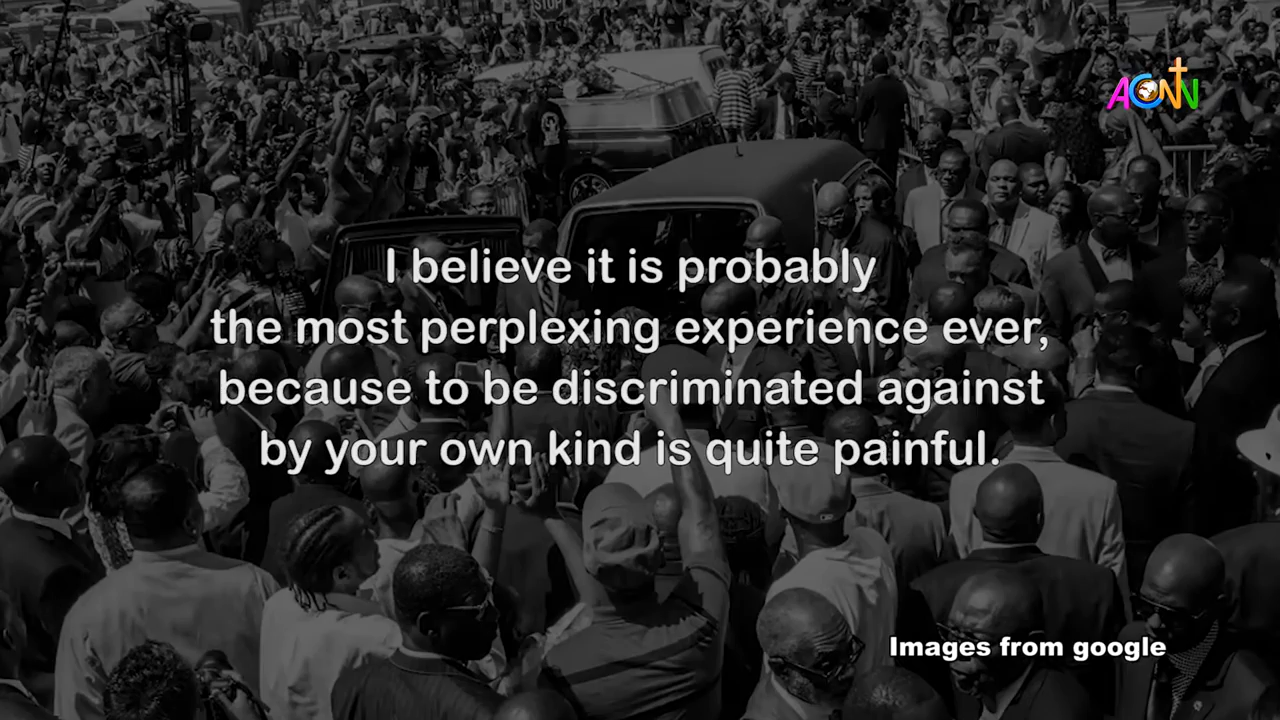 STOP
ACNN
I believe it is probably
the most perplexing experience ever,
because to be discriminated against
by your own kind is quite painful.
Images from google